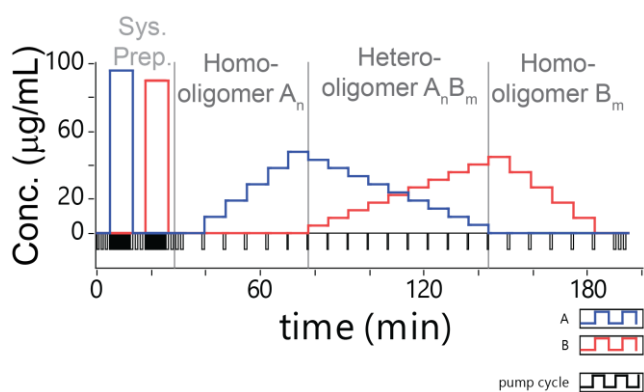 Sys.
Prep.
Homo-
oligomer Aₙ
Hetero-
oligomer AₙBₘ
Homo-
oligomer Bₘ
Conc. (μg/mL)
100
60
20
0
0
60
120
180
time (min)
A
B
pump cycle